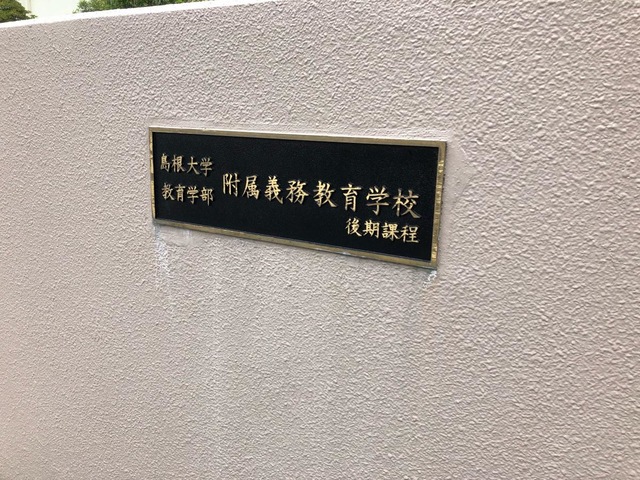 島根大学
教育学部
附属義務教育学校
後期課程